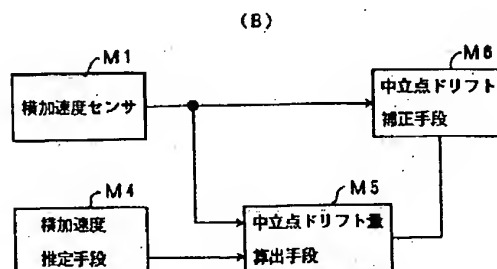 (B)
M1
横加速度センサ
M6
中立点ドリフト
補正手段
M4
横加速度
推定手段
M5
中立点ドリフト量
算出手段